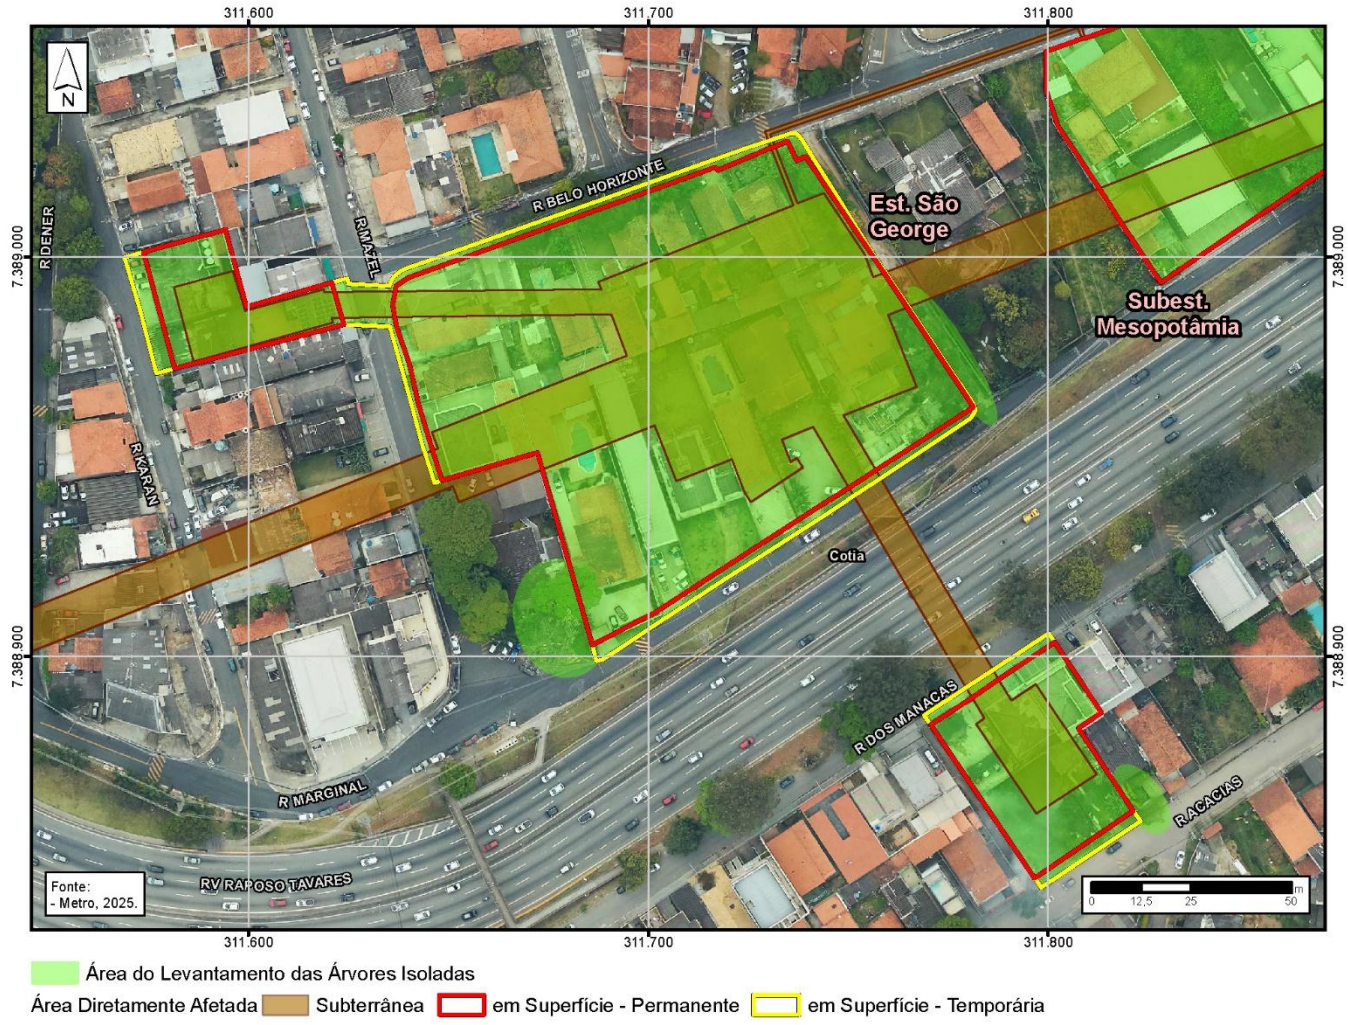 311.600
311.700
311.800
N
R IDENER
R MAZEL
R BELO HORIZONTE
Est. São
George
7.389.000
7.389.000
Subest.
Mesopotâmia
R KARAN
Cotia
7.388.900
7.388.900
R DOS MANACAS
R MARGINAL
R ACACIAS
RV RAPOSO TAVARES
Fonte:
- Metro, 2025.
m
0 12,5 25 50
311.600
311.700
311.800
Área do Levantamento das Árvores Isoladas
Área Diretamente Afetada Subterrânea em Superfície - Permanente em Superfície - Temporária